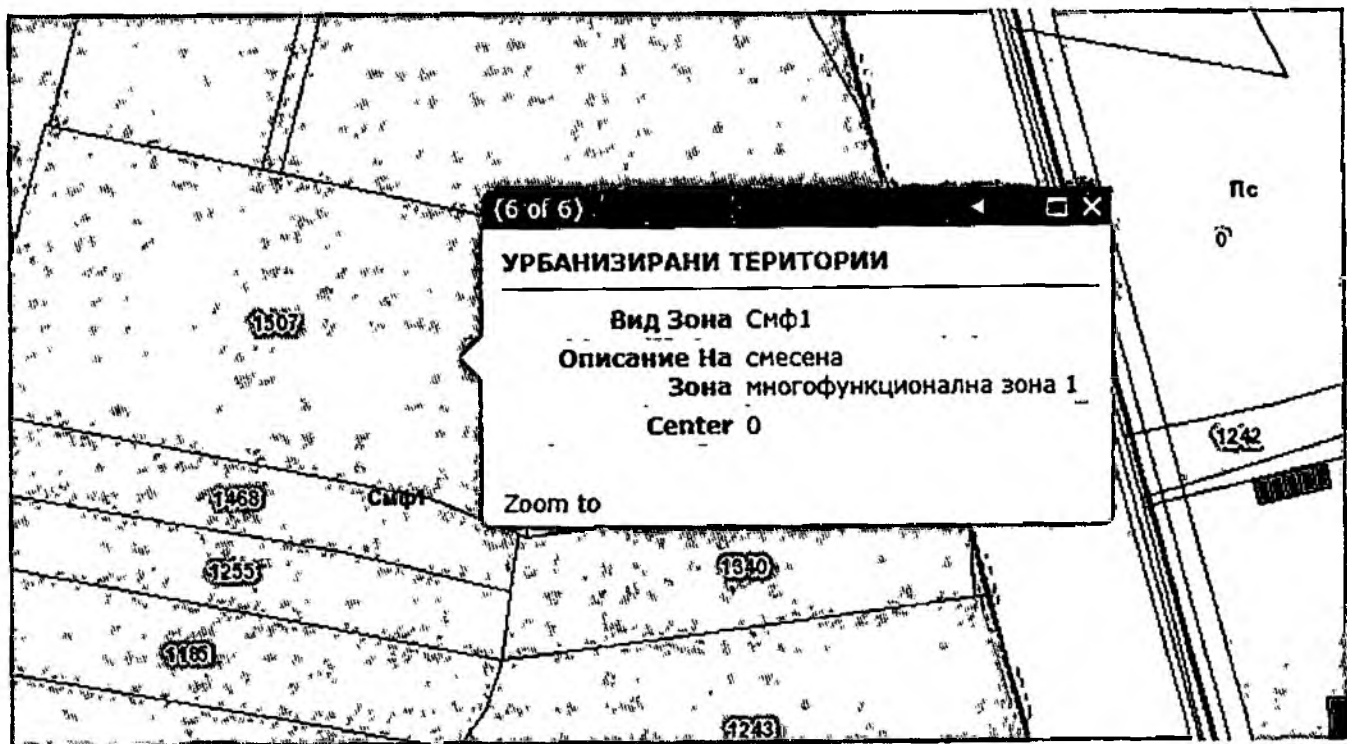 (6 of 6)
УРБАНИЗИРАНИ ТЕРИТОРИИ
Вид Зона Смф1
Описание На смесена
Зона многофункционална зона 1
Center 0
Zoom to
Пс
0
1507
1242
1468
Смф1
1255
1340
1185
1243